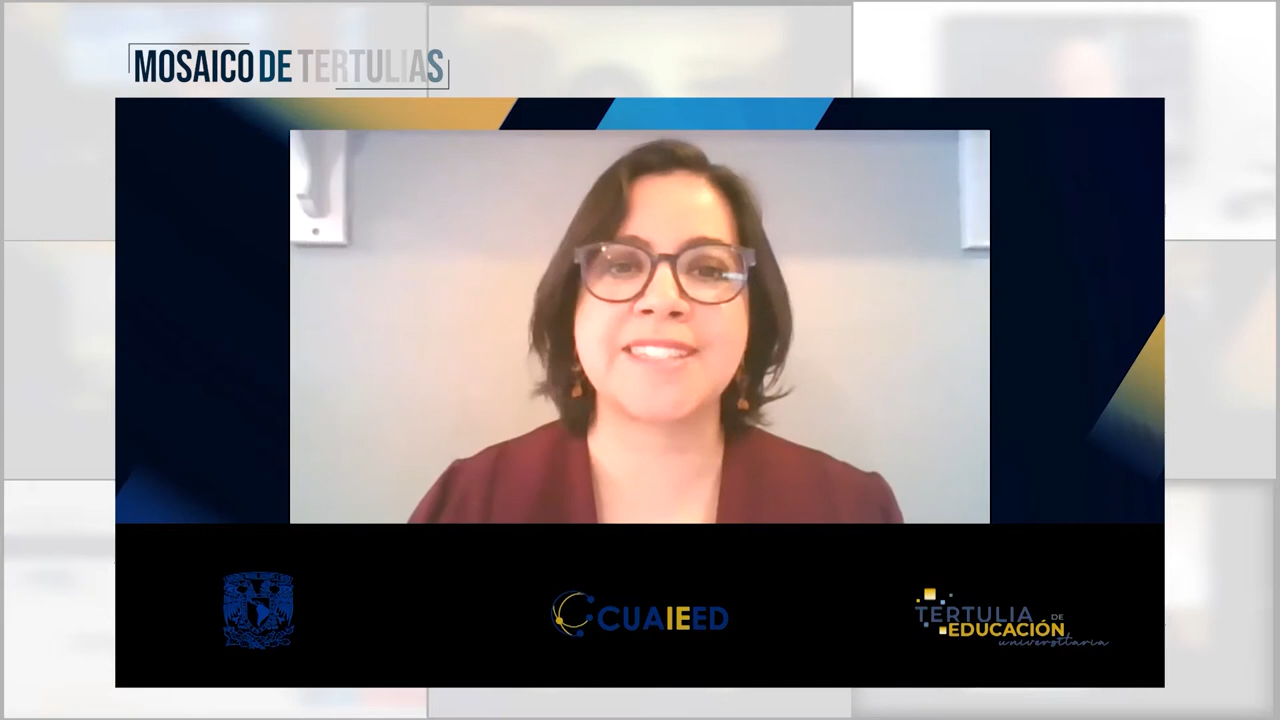 MOSAICO DE TERTULIAS
CUAIEED
TERTULIA DE
EDUCACIÓN
universitaria